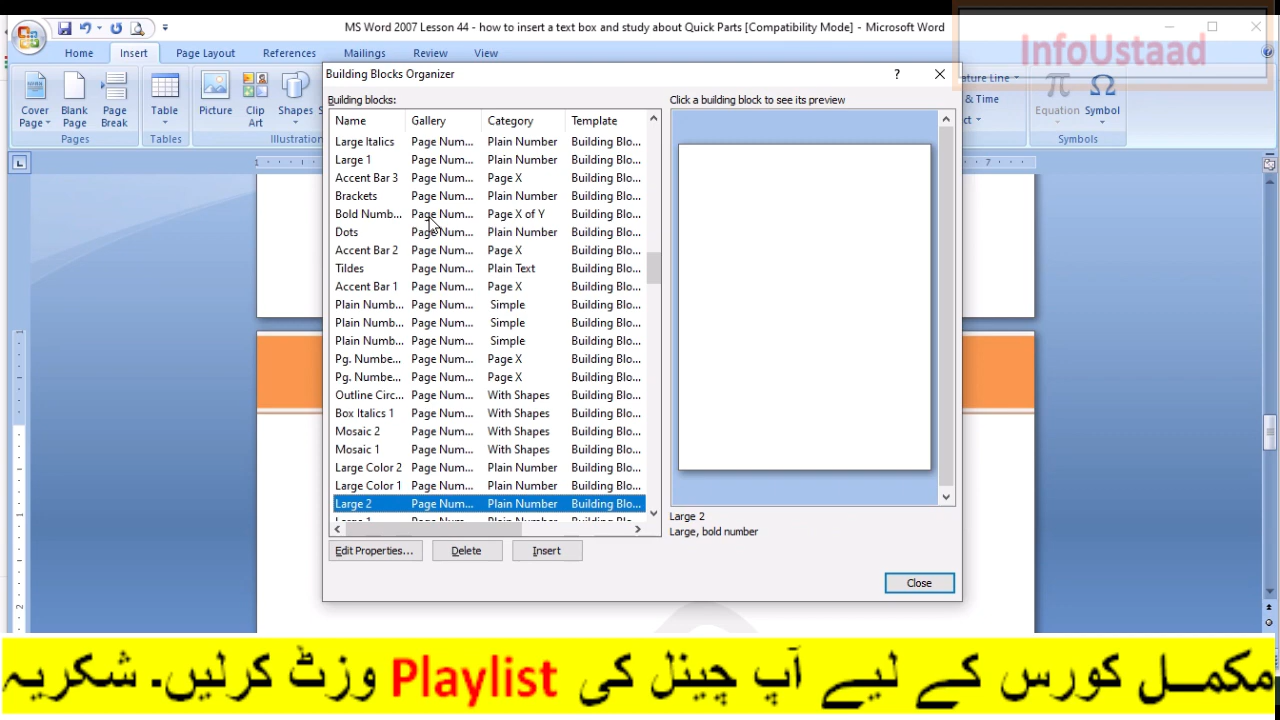 MS Word 2007 Lesson 44 - how to insert a text box and study about Quick Parts [Compatibility Mode] - Microsoft Word
InfoUstaad
Home Insert Page Layout References Mailings Review View
Cover Page
Blank Page
Page Break
Pages
Table
Tables
Picture
Clip Art
Shapes
Illustration
ature Line
& Time
ct
Equation
Symbol
Symbols
Building Blocks Organizer
Building blocks:
Click a building block to see its preview
Name Gallery Category Template
Large Italics Page Num... Plain Number Building Blo...
Large 1 Page Num... Plain Number Building Blo...
Accent Bar 3 Page Num... Page X Building Blo...
Brackets Page Num... Plain Number Building Blo...
Bold Numb... Page Num... Page X of Y Building Blo...
Dots Page Num... Plain Number Building Blo...
Accent Bar 2 Page Num... Page X Building Blo...
Tildes Page Num... Plain Text Building Blo...
Accent Bar 1 Page Num... Page X Building Blo...
Plain Numb... Page Num... Simple Building Blo...
Plain Numb... Page Num... Simple Building Blo...
Plain Numb... Page Num... Simple Building Blo...
Pg. Numbe... Page Num... Page X Building Blo...
Pg. Numbe... Page Num... Page X Building Blo...
Outline Circ... Page Num... With Shapes Building Blo...
Box Italics 1 Page Num... With Shapes Building Blo...
Mosaic 2 Page Num... With Shapes Building Blo...
Mosaic 1 Page Num... With Shapes Building Blo...
Large Color 2 Page Num... Plain Number Building Blo...
Large Color 1 Page Num... Plain Number Building Blo...
Large 2 Page Num... Plain Number Building Blo...
Large 1 Page Num... Plain Number Building Blo...
Large 2
Large, bold number
Edit Properties... Delete Insert
Close
مکمل کورس کے لیے آپ چینل کی Playlist وزٹ کرلیں۔ شکریہ